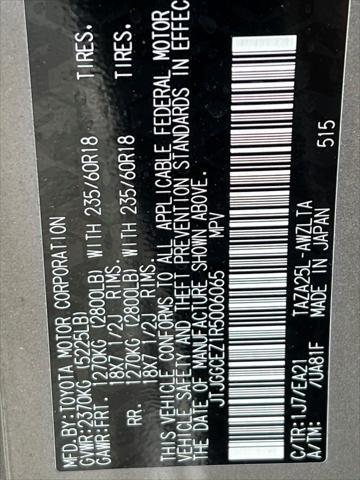 MFD.BY:TOYOTA MOTOR CORPORATION
GVWR:2370KG (5225LB)
GAWR:FRT. 1270KG (2800LB) WITH 235/60R18 TIRES.
18X7 1/2J RIMS.
RR. 1270KG (2800LB) WITH 235/60R18 TIRES.
18X7 1/2J RIMS.
THIS VEHICLE CONFORMS TO ALL APPLICABLE FEDERAL MOTOR
VEHICLE SAFETY AND THEFT PREVENTION STANDARDS IN EFFEC
ON THE DATE OF MANUFACTURE SHOWN ABOVE.
JTJGGCEZ1RS006065 MPV
C/TR:1J7/EA21 TAZA25L-AWZLTA
A/TM: /UA81F MADE IN JAPAN
515